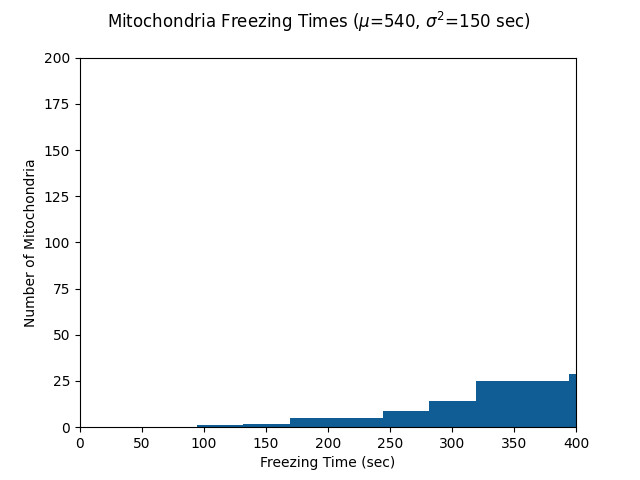 Mitochondria Freezing Times (μ=540, σ²=150 sec)
200
175
150
125
100
75
50
25
0
Number of Mitochondria
0 50 100 150 200 250 300 350 400
Freezing Time (sec)